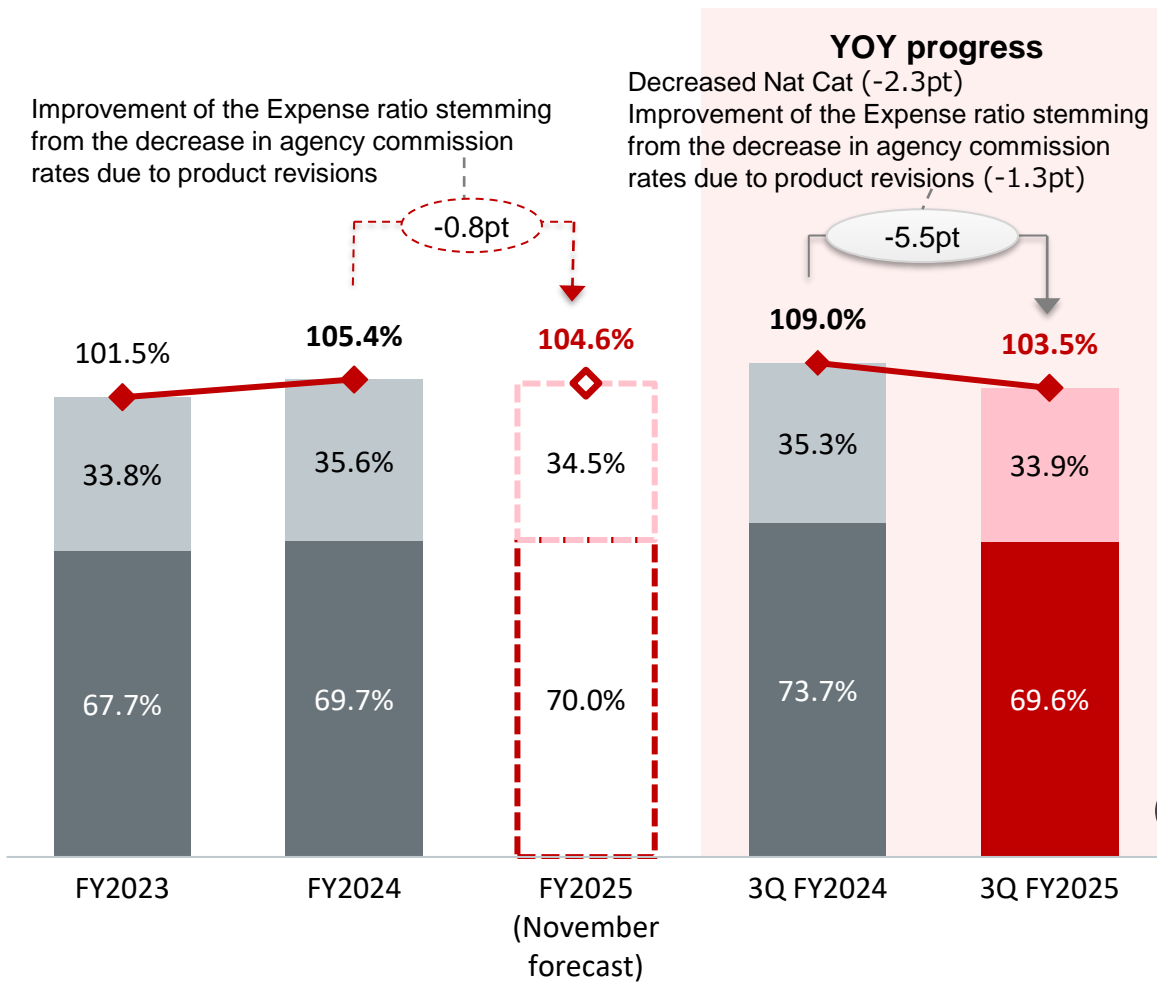 YOY progress
Decreased Nat Cat (-2.3pt)
Improvement of the Expense ratio stemming
from the decrease in agency commission
rates due to product revisions (-1.3pt)
Improvement of the Expense ratio stemming
from the decrease in agency commission
rates due to product revisions
-0.8pt
-5.5pt
101.5%
105.4%
104.6%
109.0%
103.5%
33.8%
35.6%
34.5%
35.3%
33.9%
67.7%
69.7%
70.0%
73.7%
69.6%
(
FY2023
FY2024
FY2025
(November
forecast)
3Q FY2024
3Q FY2025